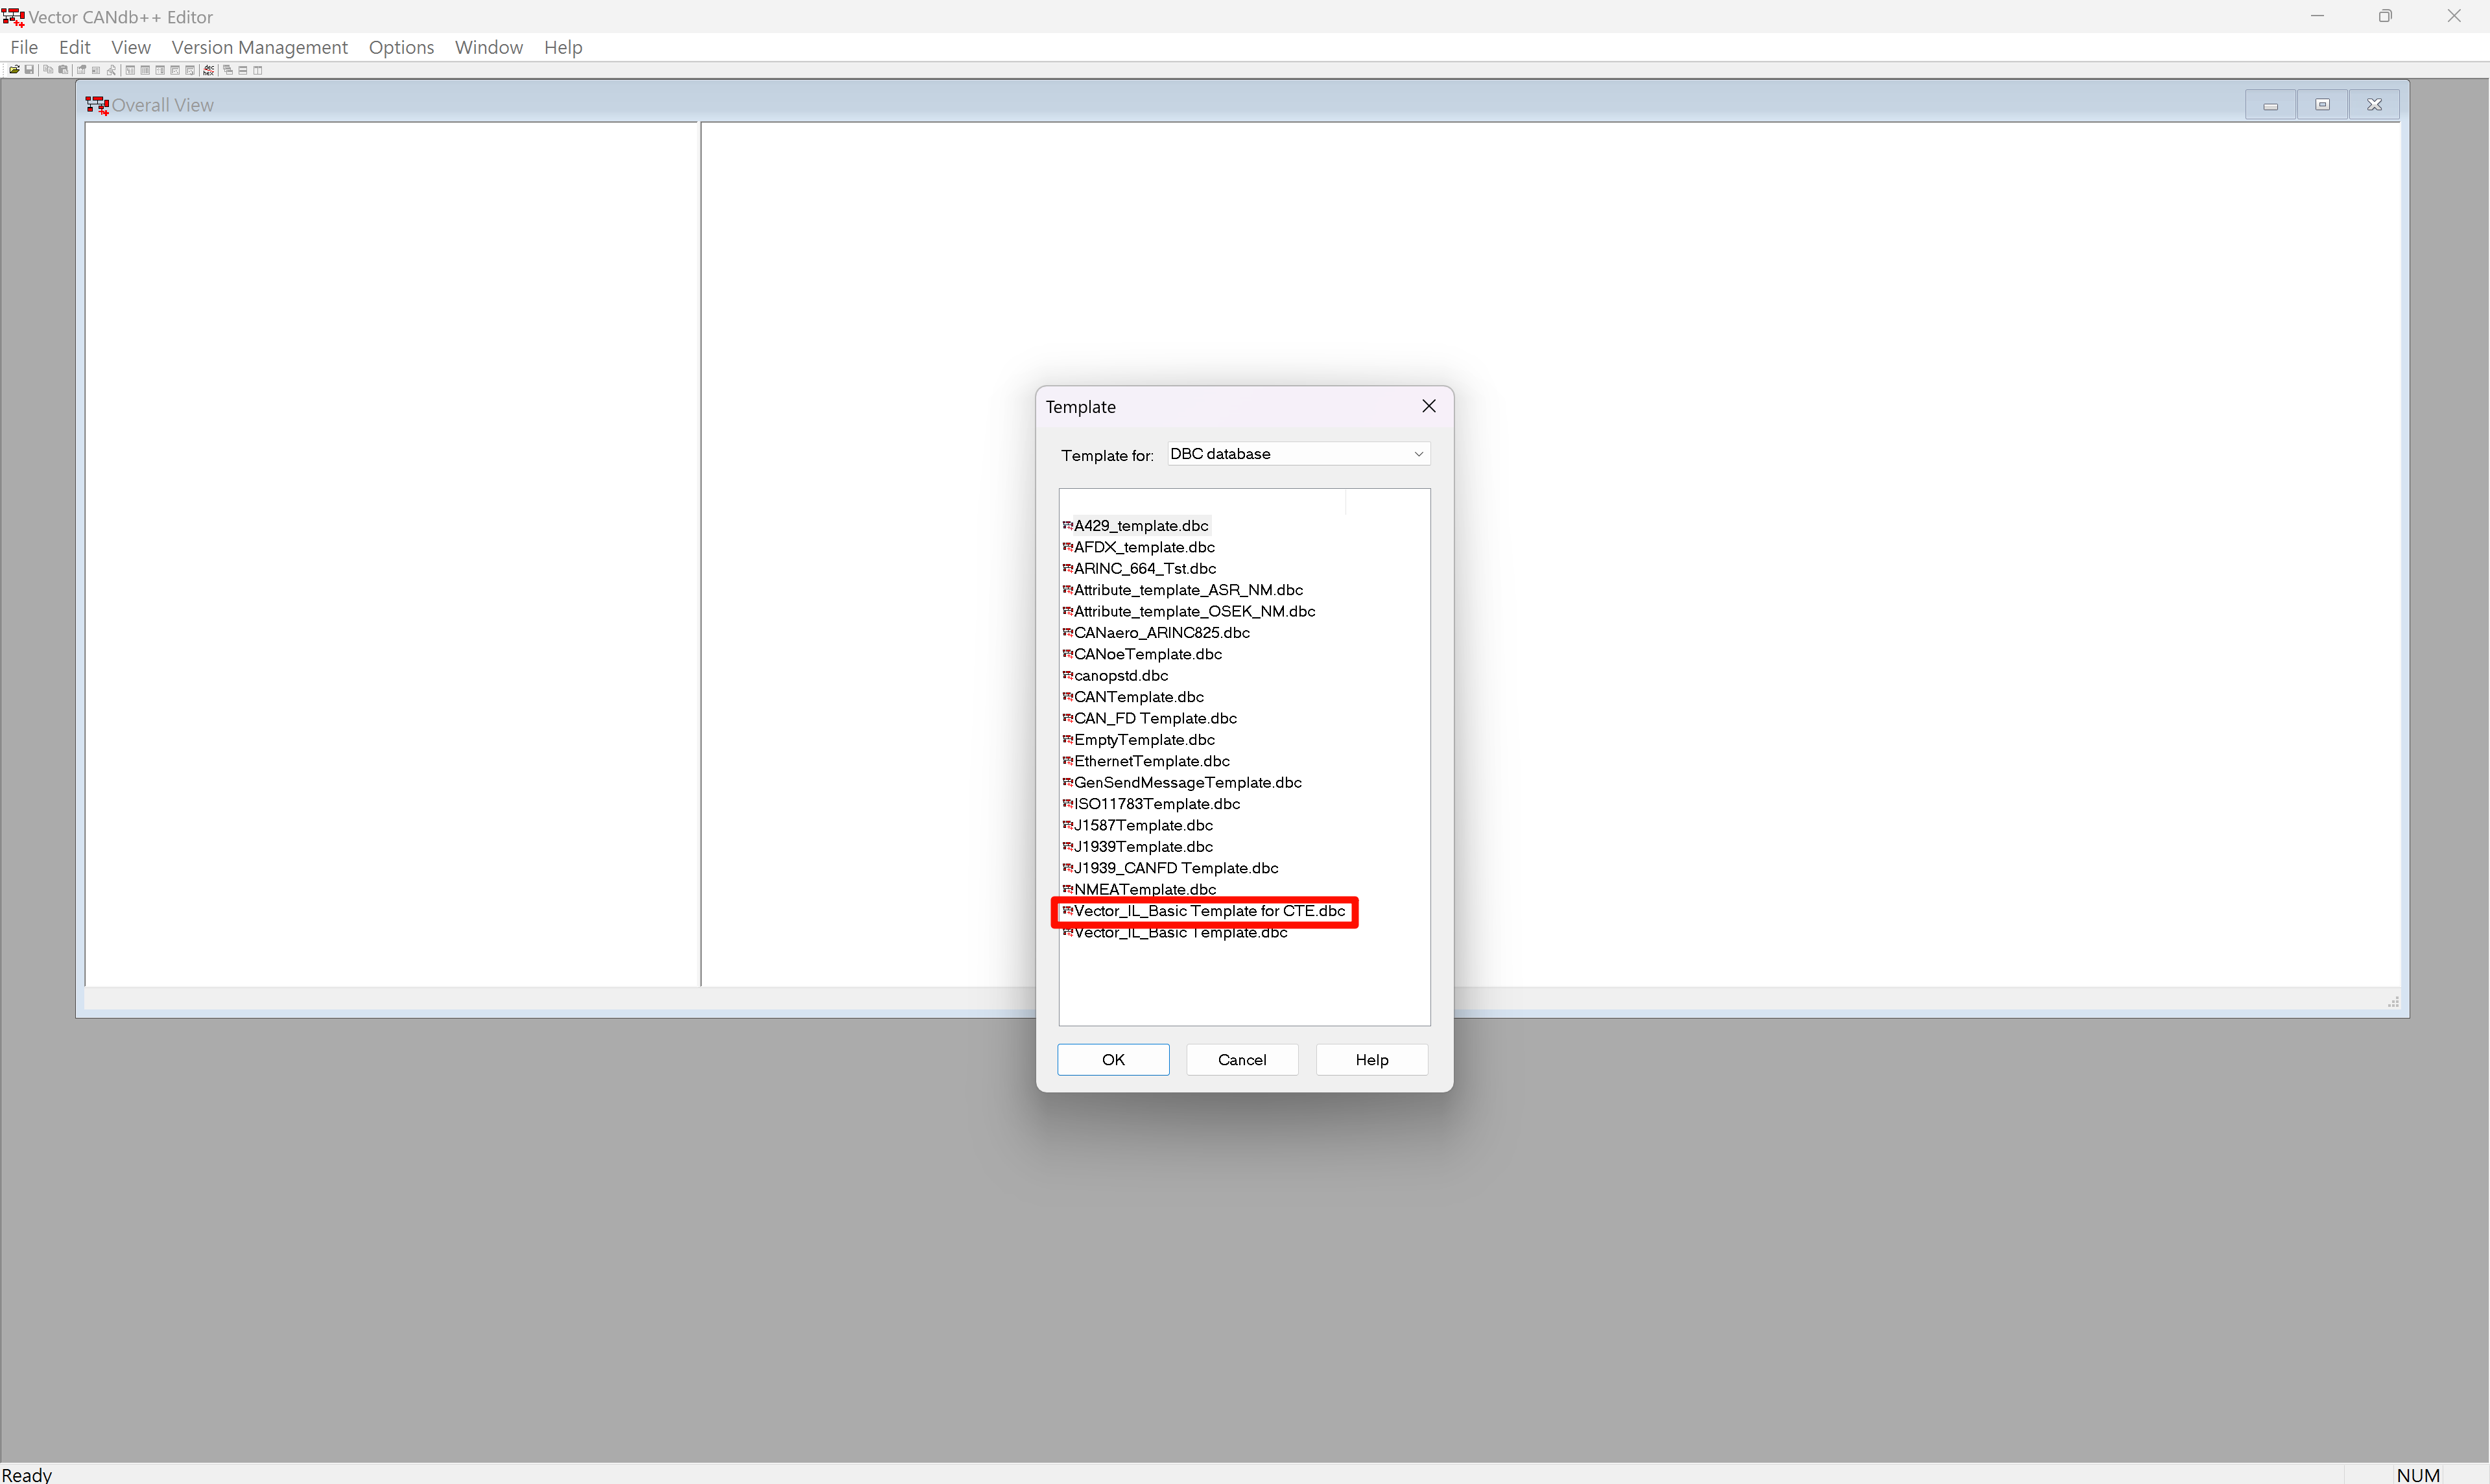 Vector CANdb++ Editor
File Edit View Version Management Options Window Help
Overall View
Template
Template for: DBC database
A429_template.dbc
AFDX_template.dbc
ARINC_664_Tst.dbc
Attribute_template_ASR_NM.dbc
Attribute_template_OSEK_NM.dbc
CANaero_ARINC825.dbc
CANoeTemplate.dbc
canopstd.dbc
CANTemplate.dbc
CAN_FD Template.dbc
EmptyTemplate.dbc
EthernetTemplate.dbc
GenSendMessageTemplate.dbc
ISO11783Template.dbc
J1587Template.dbc
J1939Template.dbc
J1939_CANFD Template.dbc
NMEATemplate.dbc
Vector_IL_Basic Template for CTE.dbc
Vector_IL_Basic Template.dbc
OK Cancel Help
Ready NUM